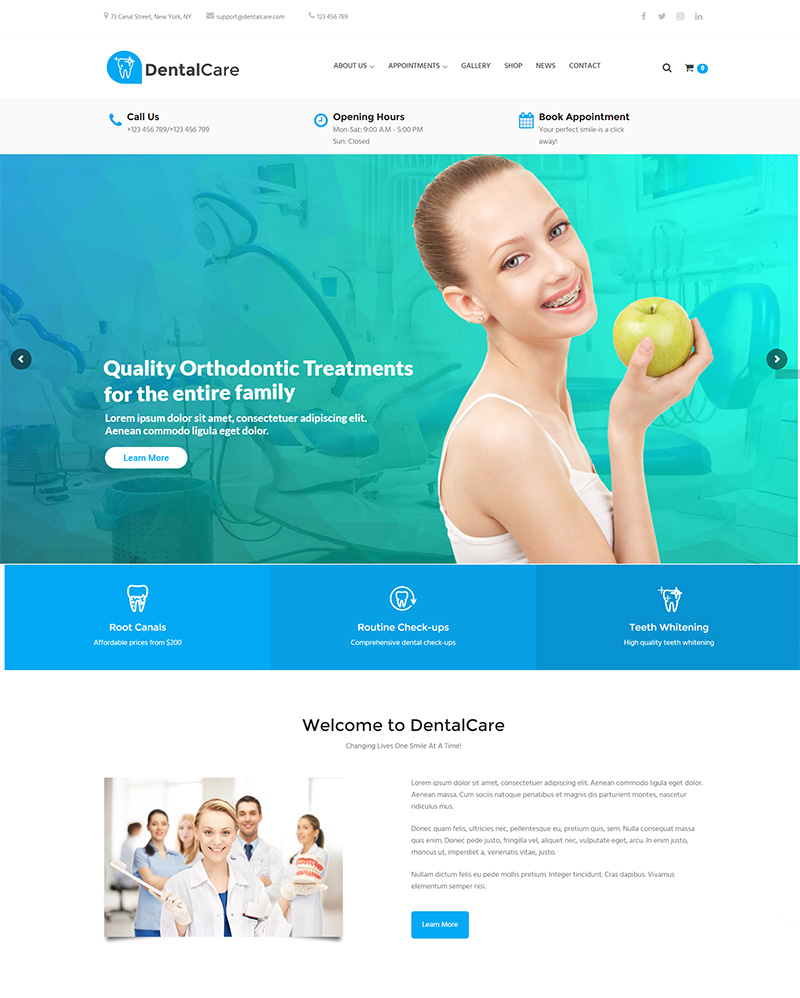 73 Canal Street, New York, NY support@dentalcare.com 123 456 789
DentalCare
ABOUT US APPOINTMENTS GALLERY SHOP NEWS CONTACT
0
Call Us
+123 456 789/+123 456 789
Opening Hours
Mon-Sat: 9:00 A.M - 5:00 PM
Sun: Closed
Book Appointment
Your perfect smile is a click
away!
Quality Orthodontic Treatments
for the entire family
Lorem ipsum dolor sit amet, consectetuer adipiscing elit.
Aenean commodo ligula eget dolor.
Learn More
Root Canals
Affordable prices from $200
Routine Check-ups
Comprehensive dental check-ups
Teeth Whitening
High quality teeth whitening
Welcome to DentalCare
Changing Lives One Smile At A Time!
Lorem ipsum dolor sit amet, consectetuer adipiscing elit. Aenean commodo ligula eget dolor.
Aenean massa. Cum sociis natoque penatibus et magnis dis parturient montes, nascetur
ridiculus mus.
Donec quam felis, ultricies nec, pellentesque eu, pretium quis, sem. Nulla consequat massa
quis enim. Donec pede justo, fringilla vel, aliquet nec, vulputate eget, arcu. In enim justo,
rhoncus ut, imperdiet a, venenatis vitae, justo.
Nullam dictum felis eu pede mollis pretium. Integer tincidunt. Cras dapibus. Vivamus
elementum semper nisi.
Learn More